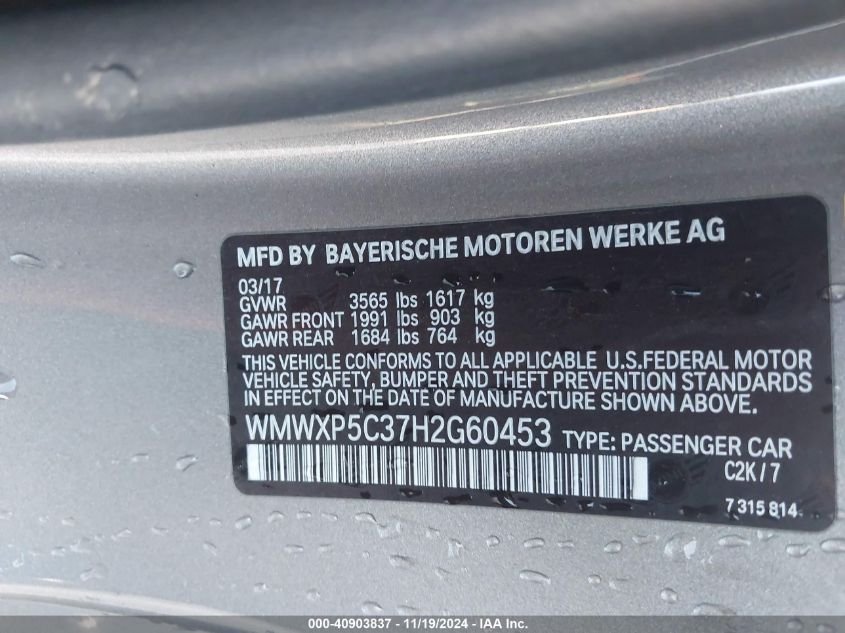 MFD BY BAYERISCHE MOTOREN WERKE AG
03/17
GVWR 3565 lbs 1617 kg
GAWR FRONT 1991 lbs 903 kg
GAWR REAR 1684 lbs 764 kg
THIS VEHICLE CONFORMS TO ALL APPLICABLE U.S.FEDERAL MOTOR
VEHICLE SAFETY, BUMPER AND THEFT PREVENTION STANDARDS
IN EFFECT ON THE DATE OF MANUFACTURE SHOWN ABOVE.
WMWXP5C37H2G60453 TYPE: PASSENGER CAR
C2K / 7
7 315 814
000-40903837 - 11/19/2024 - IAA Inc.